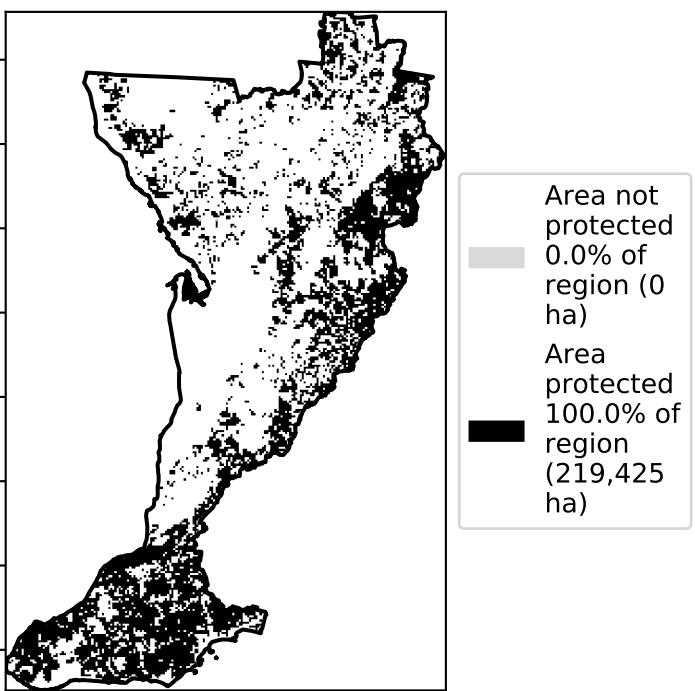 Area not
protected
0.0% of
region (0
ha)
Area
protected
100.0% of
region
(219,425
ha)